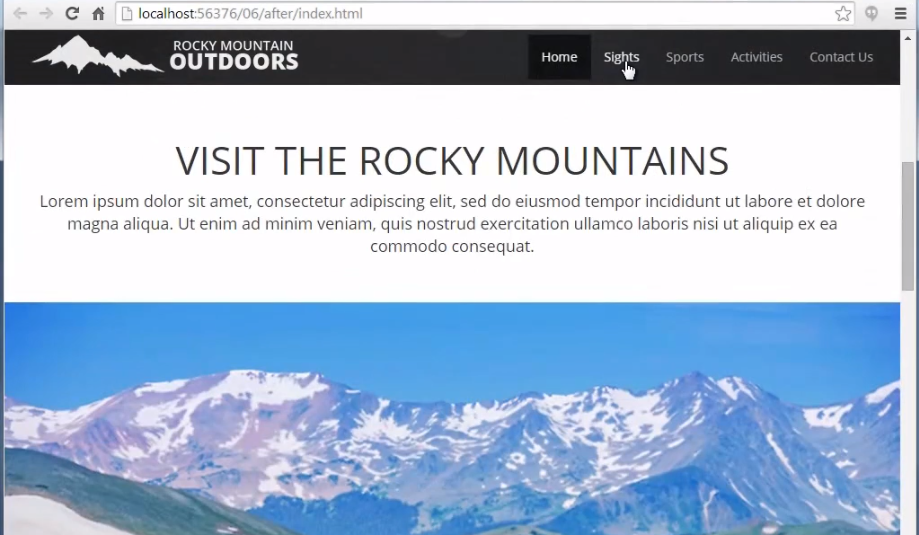 localhost:56376/06/after/index.html
ROCKY MOUNTAIN
OUTDOORS
Home Sights Sports Activities Contact Us
VISIT THE ROCKY MOUNTAINS
Lorem ipsum dolor sit amet, consectetur adipiscing elit, sed do eiusmod tempor incididunt ut labore et dolore
magna aliqua. Ut enim ad minim veniam, quis nostrud exercitation ullamco laboris nisi ut aliquip ex ea
commodo consequat.